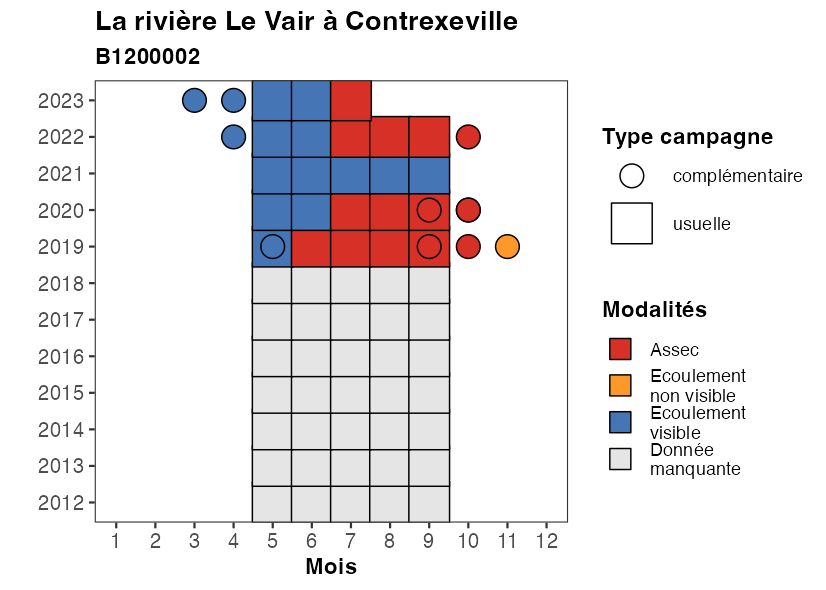 La rivière Le Vair à Contrexeville
B1200002
2023
2022
2021
2020
2019
2018
2017
2016
2015
2014
2013
2012
1 2 3 4 5 6 7 8 9 10 11 12
Mois
Type campagne
complémentaire
usuelle
Modalités
Assec
Ecoulement
non visible
Ecoulement
visible
Donnée
manquante